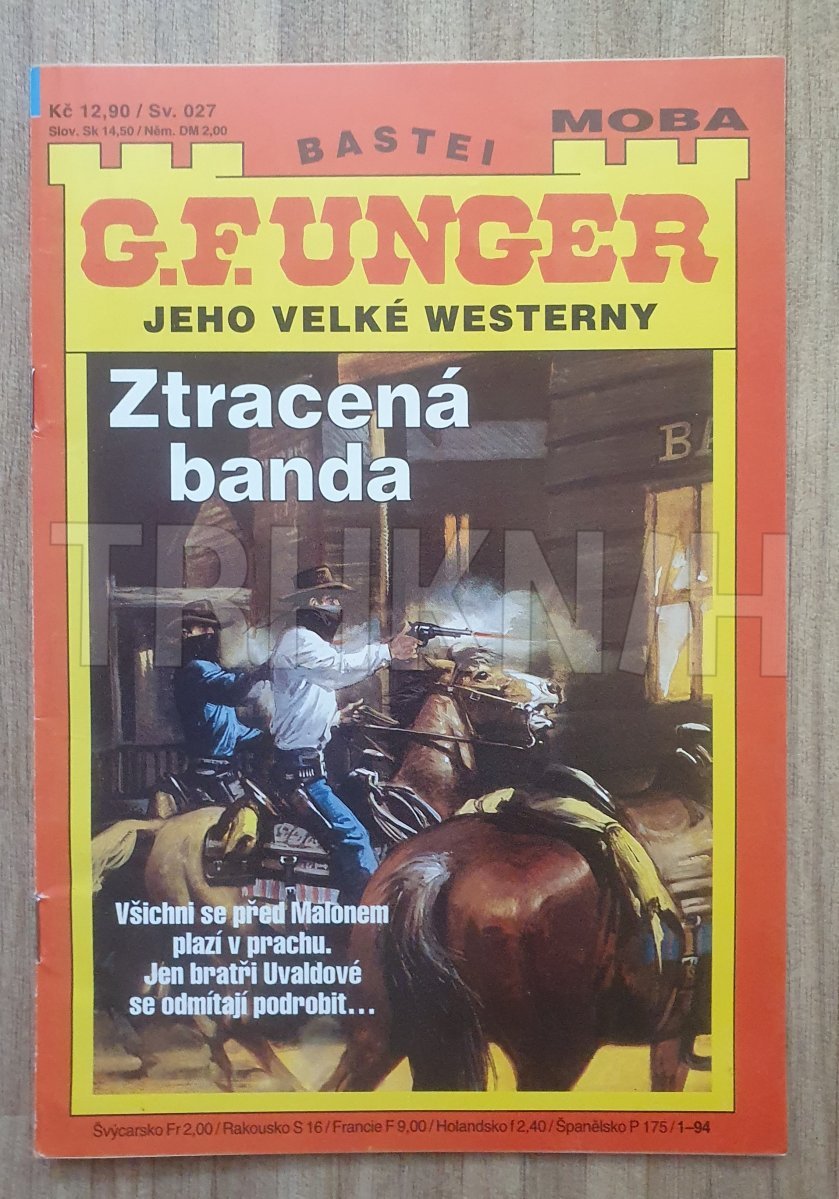 Kč 12,90 / Sv. 027
Slov. Sk 14,50 / Něm. DM 2,00
BASTEI
MOBA
G.F. UNGER
JEHO VELKÉ WESTERNY
Ztracená
banda
BA
TRUKNAH
Všichni se před Malonem
plazí v prachu.
Jen bratři Uvaldové
se odmítají podrobit...
Švýcarsko Fr 2,00 / Rakousko S 16 / Francie F 9,00 / Holandsko f 2,40 / Španělsko P 175 / 1–94